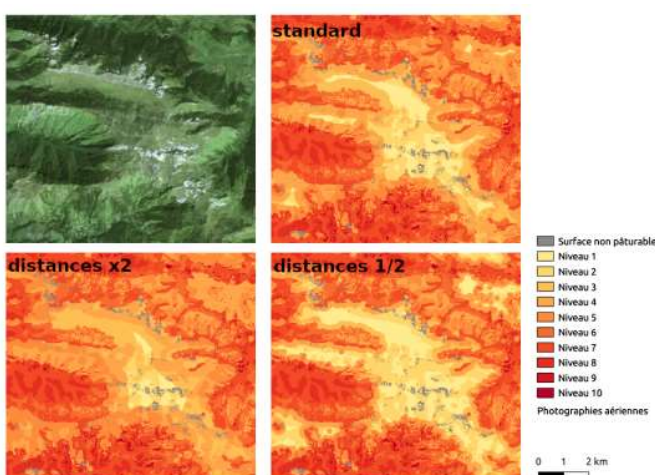 standard
distances x2
distances 1/2
Surface non pâturable
Niveau 1
Niveau 2
Niveau 3
Niveau 4
Niveau 5
Niveau 6
Niveau 7
Niveau 8
Niveau 9
Niveau 10
Photographies aériennes
0 1 2 km